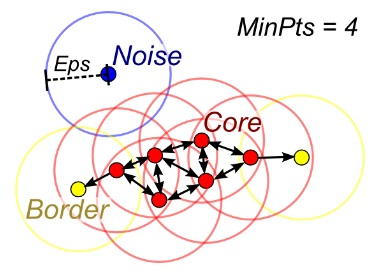 MinPts = 4
Noise
Eps
Core
Border